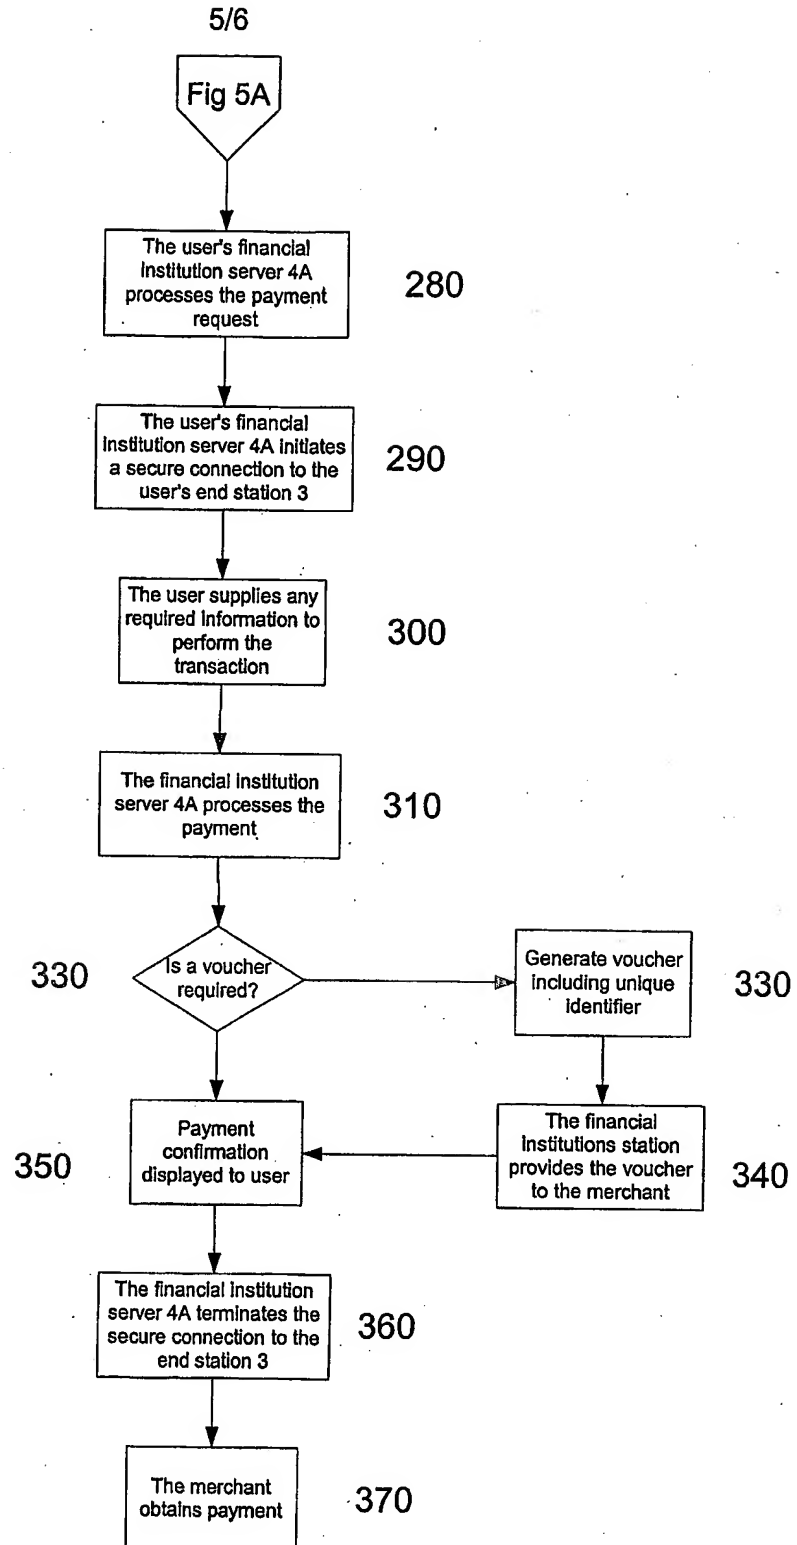 5/6
Fig 5A
The user's financial
institution server 4A
processes the payment
request
280
The user's financial
institution server 4A initiates
a secure connection to the
user's end station 3
290
The user supplies any
required information to
perform the
transaction
300
The financial institution
server 4A processes the
payment
310
330
Is a voucher
required?
Generate voucher
including unique
identifier
330
350
Payment
confirmation
displayed to user
The financial
institutions station
provides the voucher
to the merchant
340
The financial institution
server 4A terminates the
secure connection to the
end station 3
360
The merchant
obtains payment
370